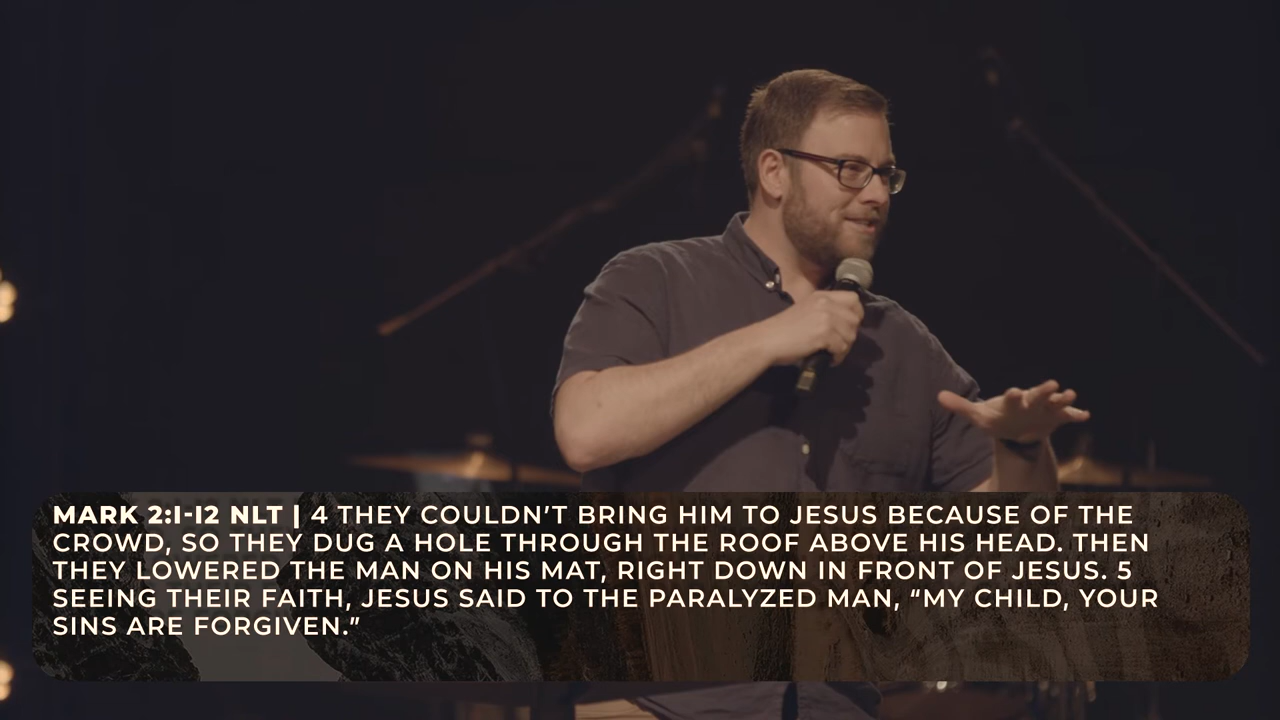 MARK 2:1-12 NLT | 4 THEY COULDN’T BRING HIM TO JESUS BECAUSE OF THE
CROWD, SO THEY DUG A HOLE THROUGH THE ROOF ABOVE HIS HEAD. THEN
THEY LOWERED THE MAN ON HIS MAT, RIGHT DOWN IN FRONT OF JESUS. 5
SEEING THEIR FAITH, JESUS SAID TO THE PARALYZED MAN, “MY CHILD, YOUR
SINS ARE FORGIVEN.”